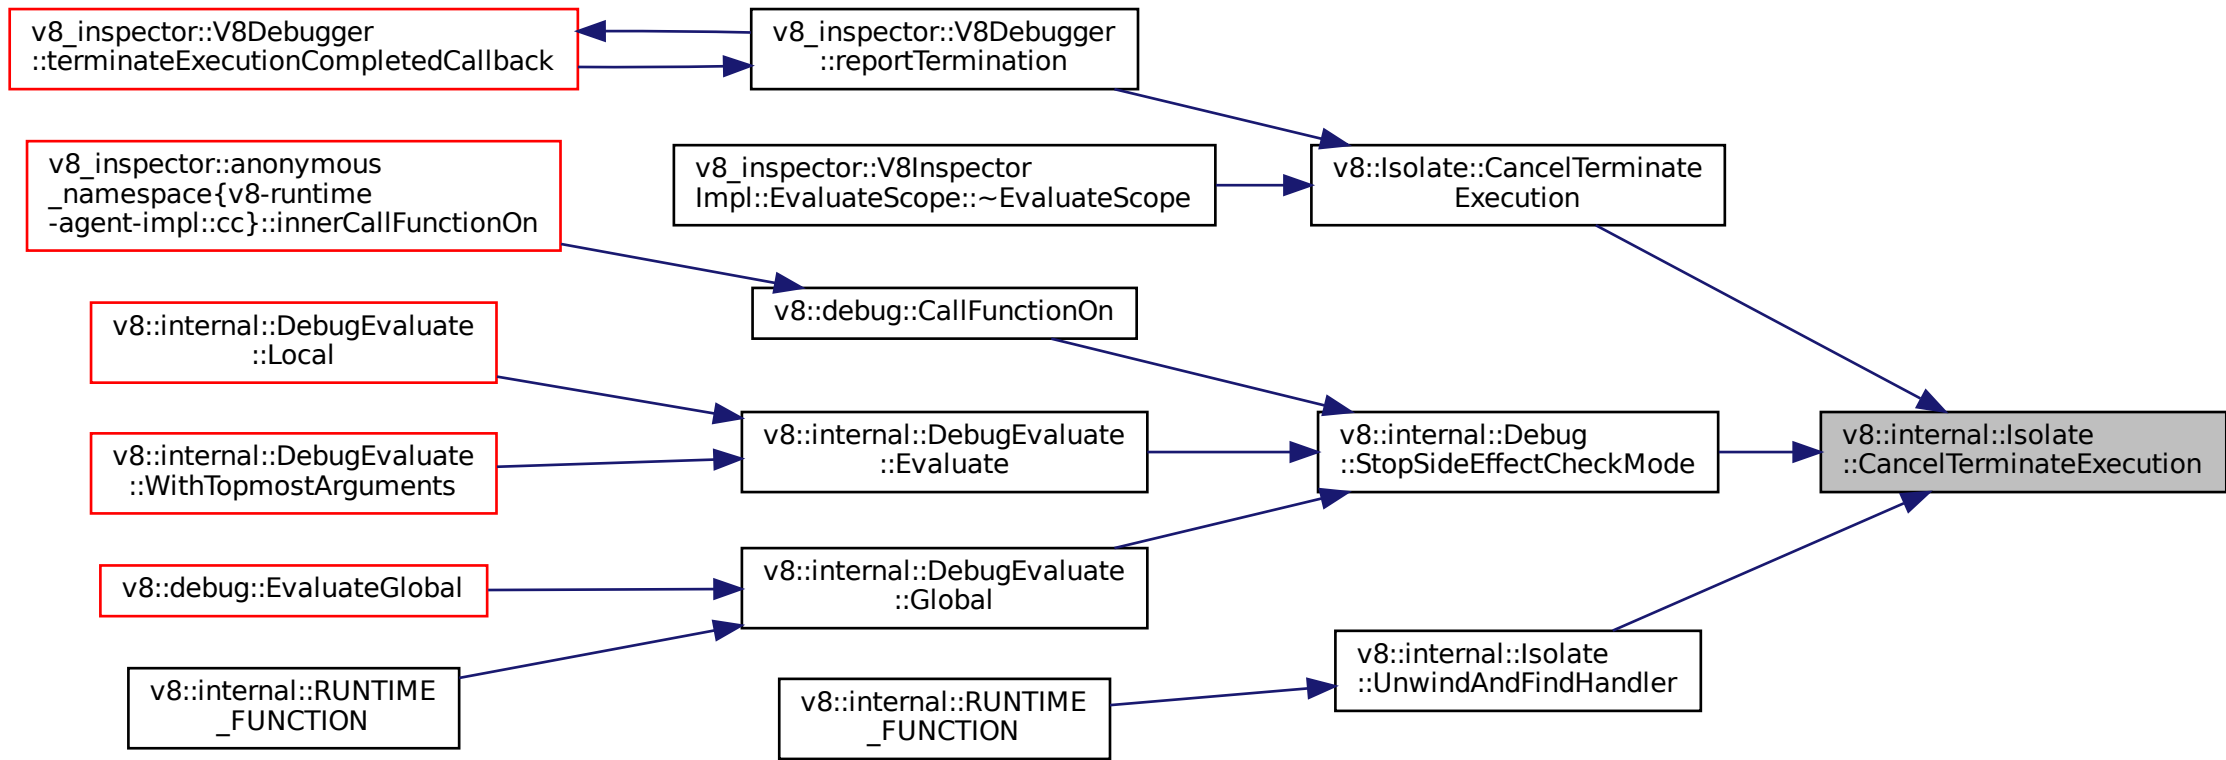 v8_inspector::V8Debugger
::terminateExecutionCompletedCallback
v8_inspector::V8Debugger
::reportTermination
v8_inspector::anonymous
_namespace{v8-runtime
-agent-impl::cc}::innerCallFunctionOn
v8_inspector::V8Inspector
Impl::EvaluateScope::~EvaluateScope
v8::Isolate::CancelTerminate
Execution
v8::debug::CallFunctionOn
v8::internal::DebugEvaluate
::Local
v8::internal::DebugEvaluate
::WithTopmostArguments
v8::internal::DebugEvaluate
::Evaluate
v8::internal::Debug
::StopSideEffectCheckMode
v8::internal::Isolate
::CancelTerminateExecution
v8::debug::EvaluateGlobal
v8::internal::DebugEvaluate
::Global
v8::internal::RUNTIME
_FUNCTION
v8::internal::RUNTIME
_FUNCTION
v8::internal::Isolate
::UnwindAndFindHandler